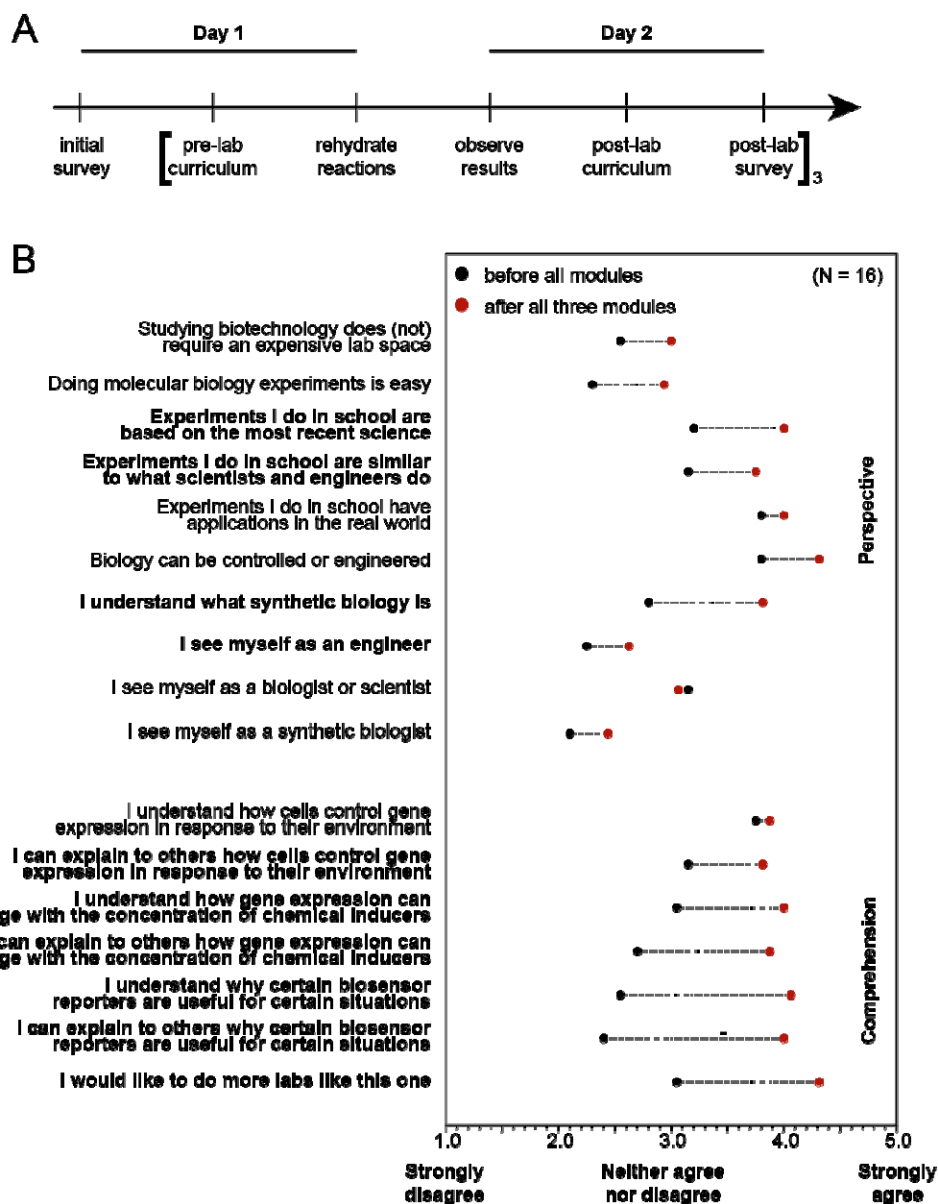 A
Day 1
Day 2
initial
survey
[pre-lab
curriculum
rehydrate
reactions
observe
results
post-lab
curriculum
post-lab
survey]3
B
before all modules
(N = 16)
after all three modules
Studying biotechnology does (not)
require an expensive lab space
Doing molecular biology experiments is easy
Experiments I do in school are
based on the most recent science
Experiments I do in school are similar
to what scientists and engineers do
Experiments I do in school have
applications in the real world
Biology can be controlled or engineered
I understand what synthetic biology is
I see myself as an engineer
I see myself as a biologist or scientist
I see myself as a synthetic biologist
Perspective
I understand how cells control gene
expression in response to their environment
I can explain to others how cells control gene
expression in response to their environment
I understand how gene expression can
ge with the concentration of chemical inducers
can explain to others how gene expression can
ge with the concentration of chemical inducers
I understand why certain biosensor
reporters are useful for certain situations
I can explain to others why certain biosensor
reporters are useful for certain situations
I would like to do more labs like this one
Comprehension
1.0
2.0
3.0
4.0
5.0
Strongly
disagree
Neither agree
nor disagree
Strongly
agree